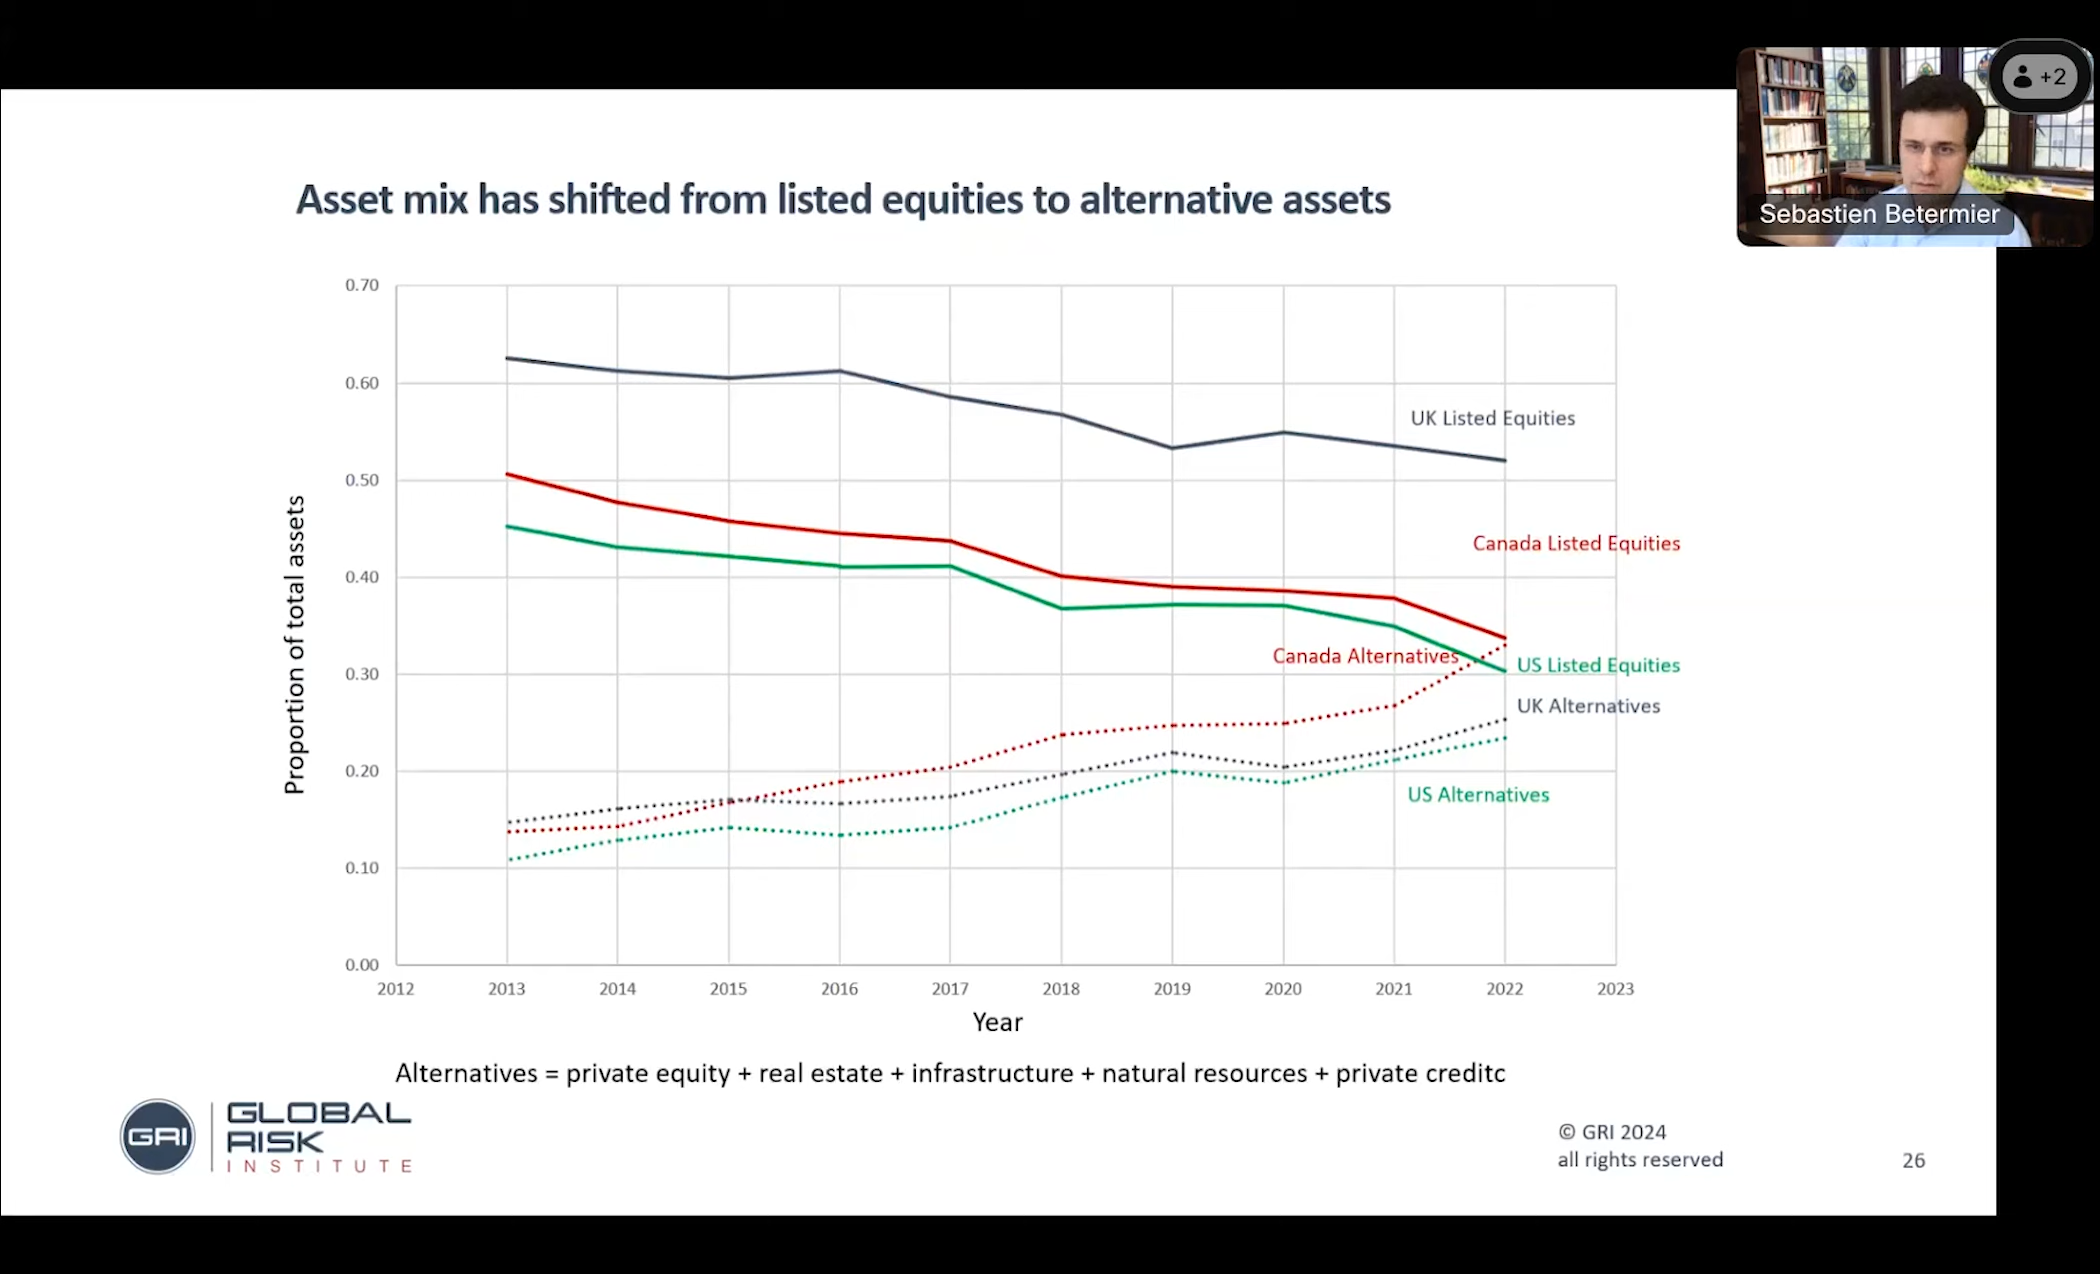 +2
Sebastien Betermier
Asset mix has shifted from listed equities to alternative assets
0.70
0.60
0.50
0.40
0.30
0.20
0.10
0.00
Proportion of total assets
UK Listed Equities
Canada Listed Equities
Canada Alternatives
US Listed Equities
UK Alternatives
US Alternatives
2012 2013 2014 2015 2016 2017 2018 2019 2020 2021 2022 2023
Year
Alternatives = private equity + real estate + infrastructure + natural resources + private creditc
GRI
GLOBAL
RISK
INSTITUTE
© GRI 2024
all rights reserved
26